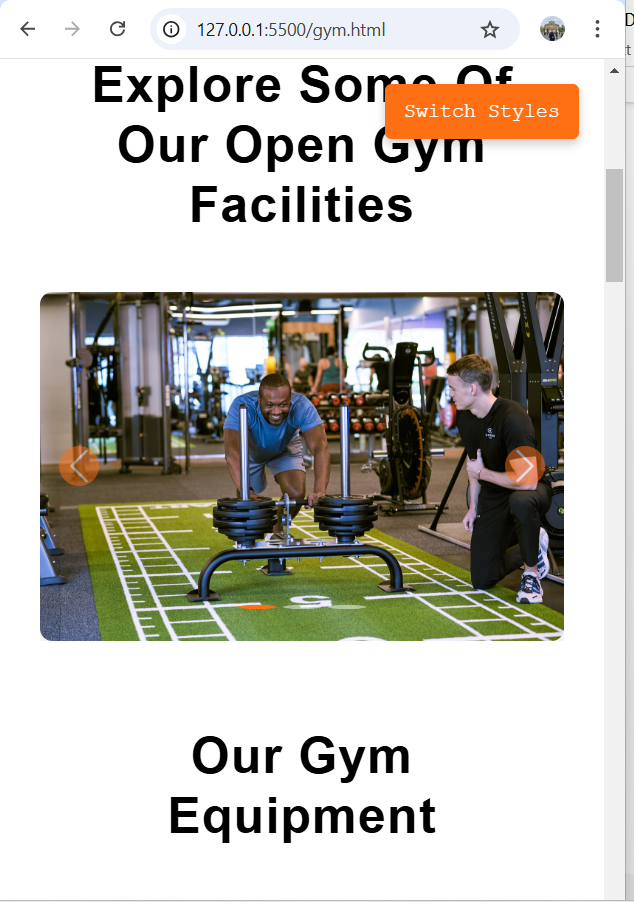 127.0.0.1:5500/gym.html
Explore Some Of
Switch Styles
Our Open Gym
Facilities
Our Gym
Equipment